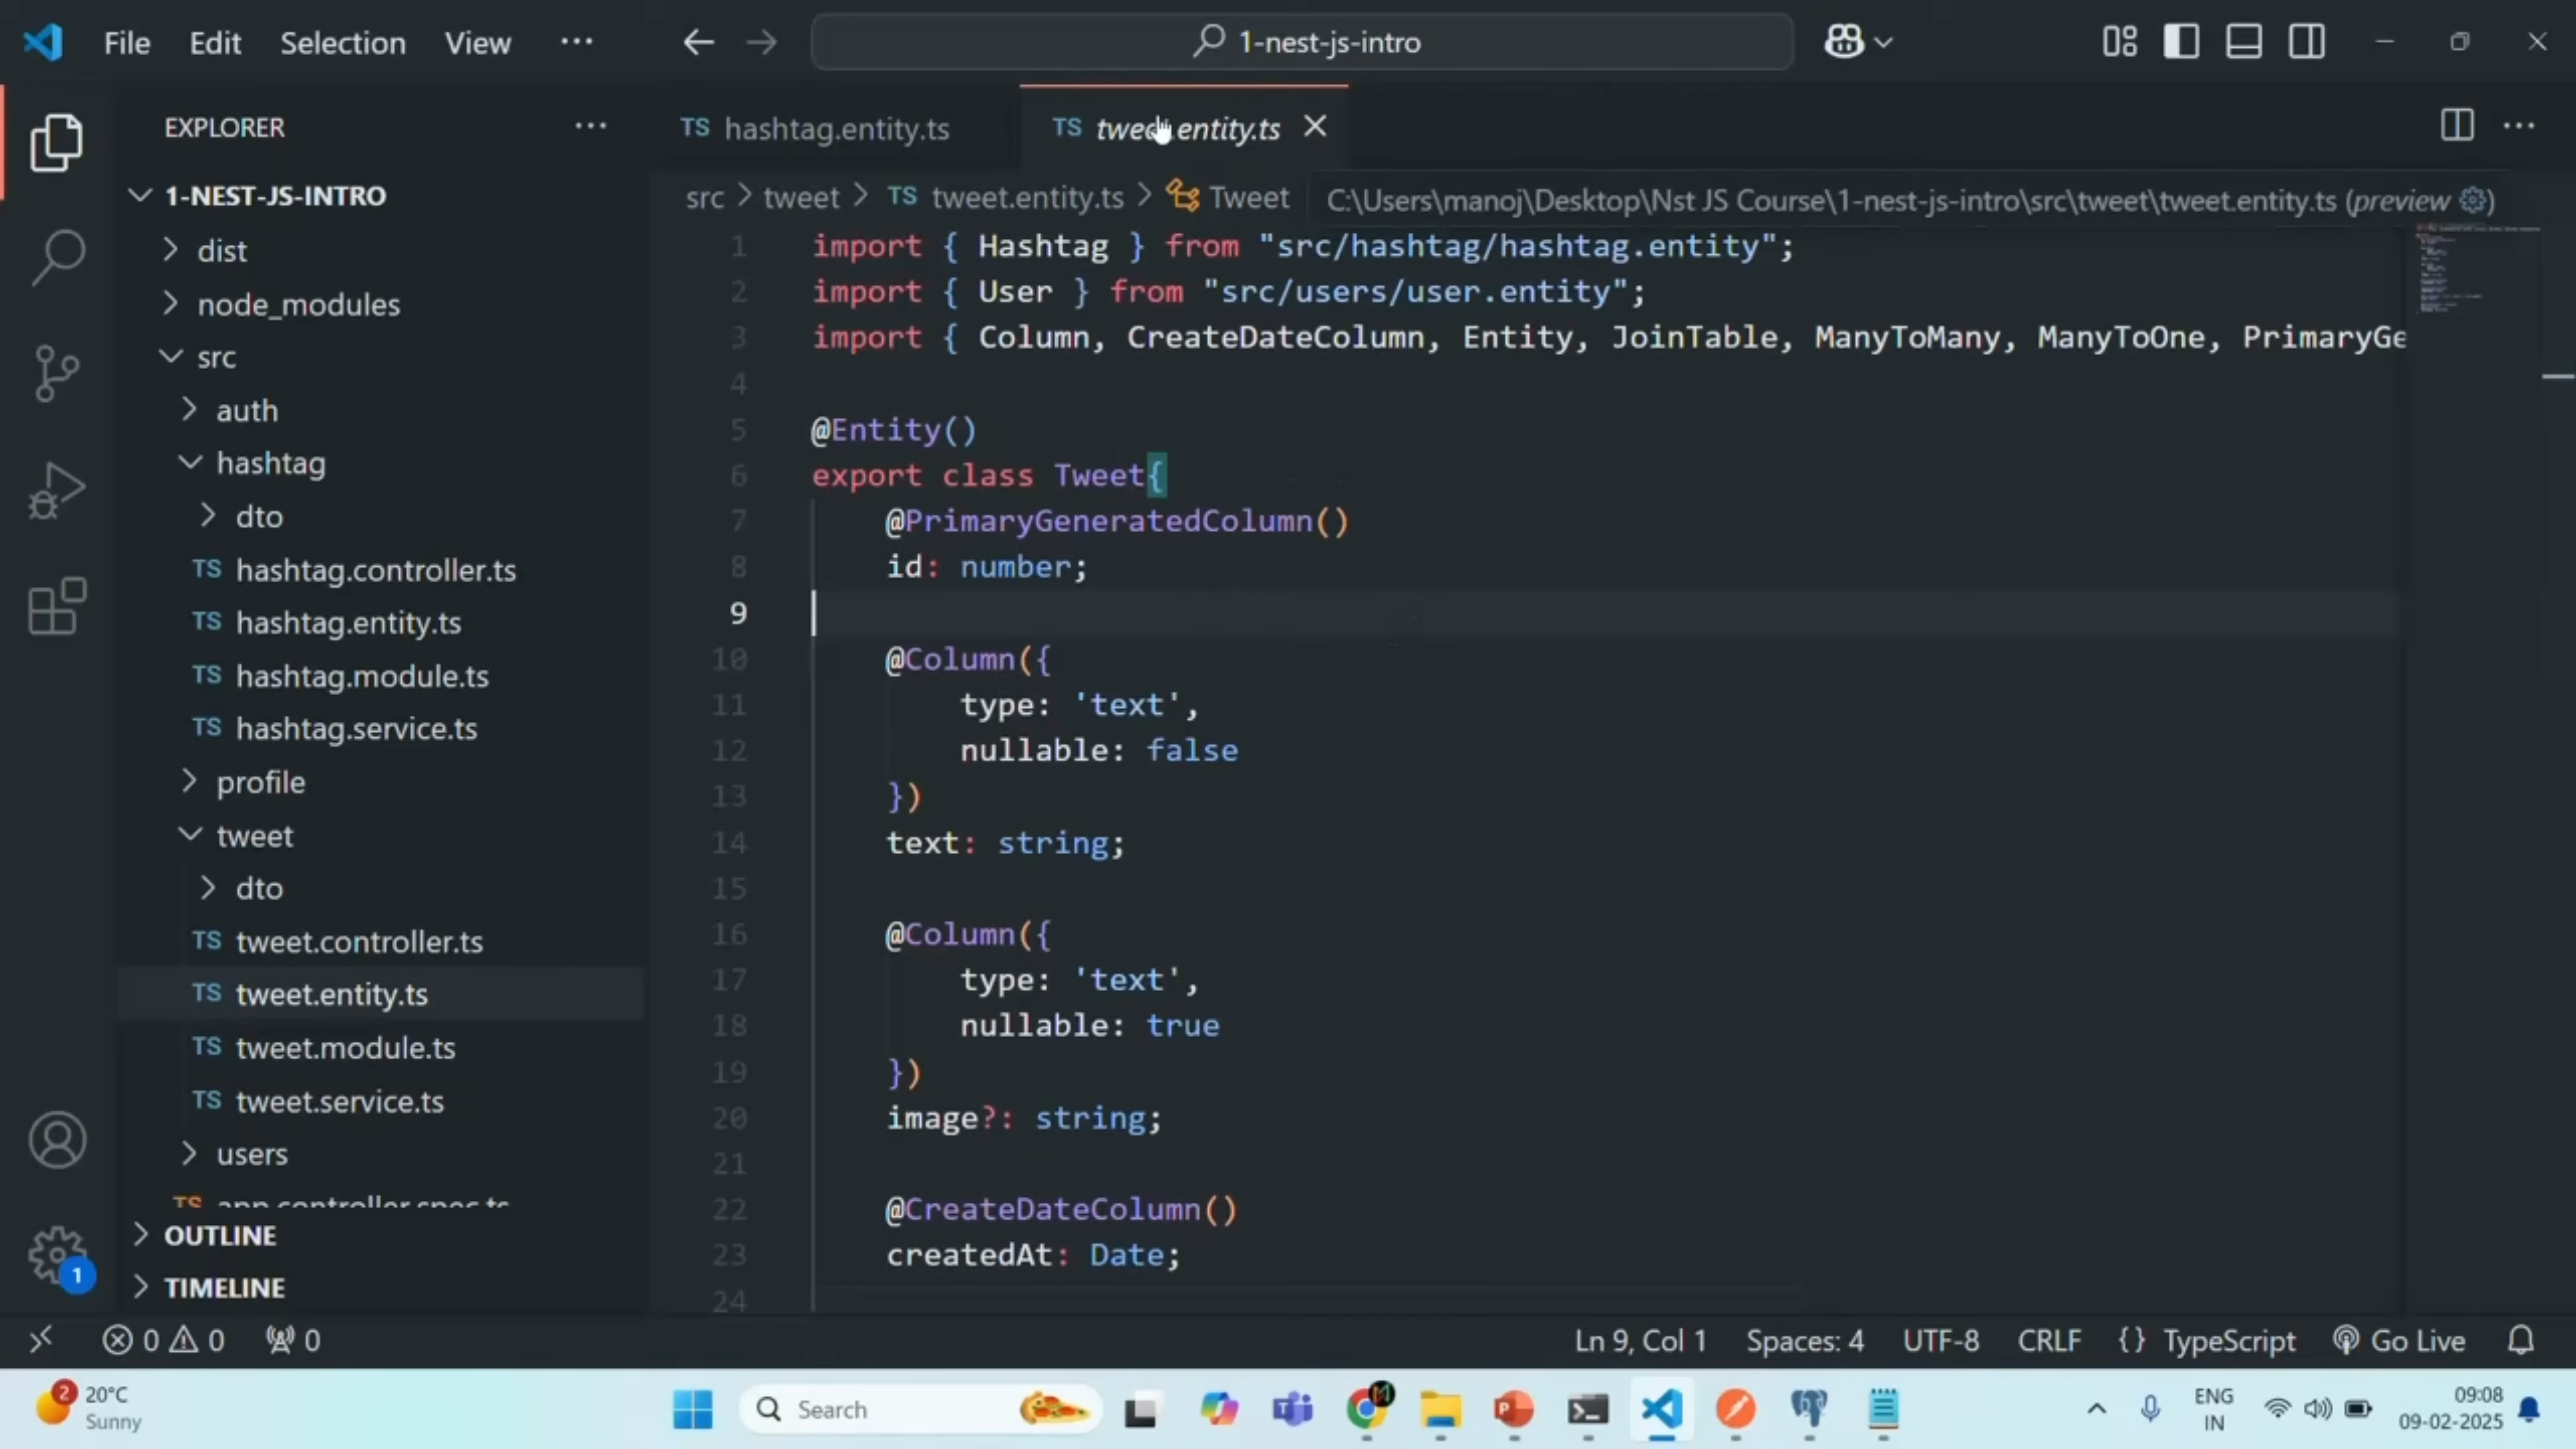 File Edit Selection View ··· 1-nest-js-intro
EXPLORER ···
1-NEST-JS-INTRO
dist
node_modules
src
auth
hashtag
dto
TS hashtag.controller.ts
TS hashtag.entity.ts
TS hashtag.module.ts
TS hashtag.service.ts
profile
tweet
dto
TS tweet.controller.ts
TS tweet.entity.ts
TS tweet.module.ts
TS tweet.service.ts
users
TS app.controller.spec.ts
OUTLINE
TIMELINE
1
TS hashtag.entity.ts TS tweet.entity.ts
src > tweet > TS tweet.entity.ts > Tweet
C:\Users\manoj\Desktop\Nst JS Course\1-nest-js-intro\src\tweet\tweet.entity.ts (preview)
1 import { Hashtag } from "src/hashtag/hashtag.entity";
2 import { User } from "src/users/user.entity";
3 import { Column, CreateDateColumn, Entity, JoinTable, ManyToMany, ManyToOne, PrimaryGe
4
5 @Entity()
6 export class Tweet{
7 @PrimaryGeneratedColumn()
8 id: number;
9
10 @Column({
11 type: 'text',
12 nullable: false
13 })
14 text: string;
15
16 @Column({
17 type: 'text',
18 nullable: true
19 })
20 image?: string;
21
22 @CreateDateColumn()
23 createdAt: Date;
24
0 0 0 Ln 9, Col 1 Spaces: 4 UTF-8 CRLF {} TypeScript Go Live
2 20°C
Sunny
Search
ENG
IN
09:08
09-02-2025